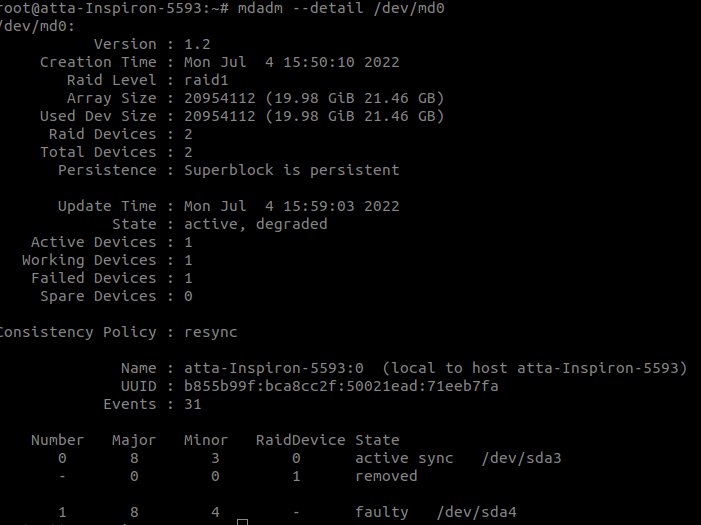 root@atta-Inspiron-5593:~# mdadm --detail /dev/md0
/dev/md0:
Version : 1.2
Creation Time : Mon Jul  4 15:50:10 2022
Raid Level : raid1
Array Size : 20954112 (19.98 GiB 21.46 GB)
Used Dev Size : 20954112 (19.98 GiB 21.46 GB)
Raid Devices : 2
Total Devices : 2
Persistence : Superblock is persistent
Update Time : Mon Jul  4 15:59:03 2022
State : active, degraded
Active Devices : 1
Working Devices : 1
Failed Devices : 1
Spare Devices : 0
Consistency Policy : resync
Name : atta-Inspiron-5593:0  (local to host atta-Inspiron-5593)
UUID : b855b99f:bca8cc2f:50021ead:71eeb7fa
Events : 31
Number   Major   Minor   RaidDevice State
0       8        3        0      active sync   /dev/sda3
-       0        0        1      removed
1       8        4        -      faulty   /dev/sda4